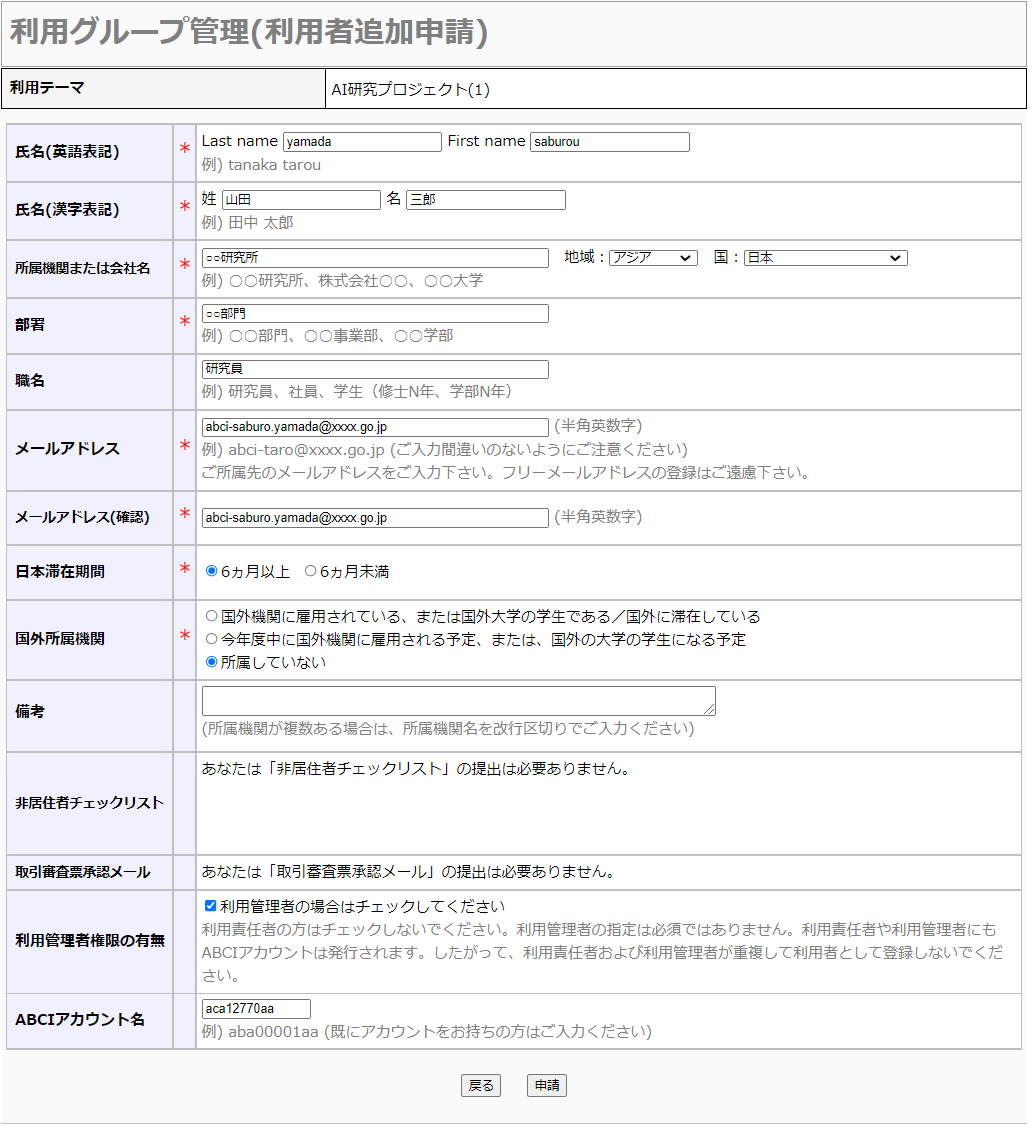 利用グループ管理(利用者追加申請)
利用テーマ AI研究プロジェクト(1)
氏名(英語表記) * Last name yamada First name saburou
例) tanaka tarou
氏名(漢字表記) * 姓 山田 名 三郎
例) 田中 太郎
所属機関または会社名 * ○○研究所 地域：アジア 国：日本
例) ○○研究所、株式会社○○、○○大学
部署 * ○○部門
例) ○○部門、○○事業部、○○学部
職名 研究員
例) 研究員、社員、学生（修士N年、学部N年）
メールアドレス * abci-saburo.yamada@xxxx.go.jp (半角英数字)
例) abci-taro@xxxx.go.jp (ご入力間違いのないようにご注意ください)
ご所属先のメールアドレスをご入力下さい。フリーメールアドレスの登録はご遠慮下さい。
メールアドレス(確認) * abci-saburo.yamada@xxxx.go.jp (半角英数字)
日本滞在期間 * 6ヵ月以上 6ヵ月未満
国外所属機関 * 国外機関に雇用されている、または国外大学の学生である／国外に滞在している
今年度中に国外機関に雇用される予定、または、国外の大学の学生になる予定
所属していない
備考
(所属機関が複数ある場合は、所属機関名を改行区切りでご入力ください)
非居住者チェックリスト あなたは「非居住者チェックリスト」の提出は必要ありません。
取引審査票承認メール あなたは「取引審査票承認メール」の提出は必要ありません。
利用管理者権限の有無 利用管理者の場合はチェックしてください
利用責任者の方はチェックしないでください。利用管理者の指定は必須ではありません。利用責任者や利用管理者にも
ABCIアカウントは発行されます。したがって、利用責任者および利用管理者が重複して利用者として登録しないでくだ
さい。
ABCIアカウント名 aca12770aa
例) aba00001aa (既にアカウントをお持ちの方はご入力ください)
戻る 申請